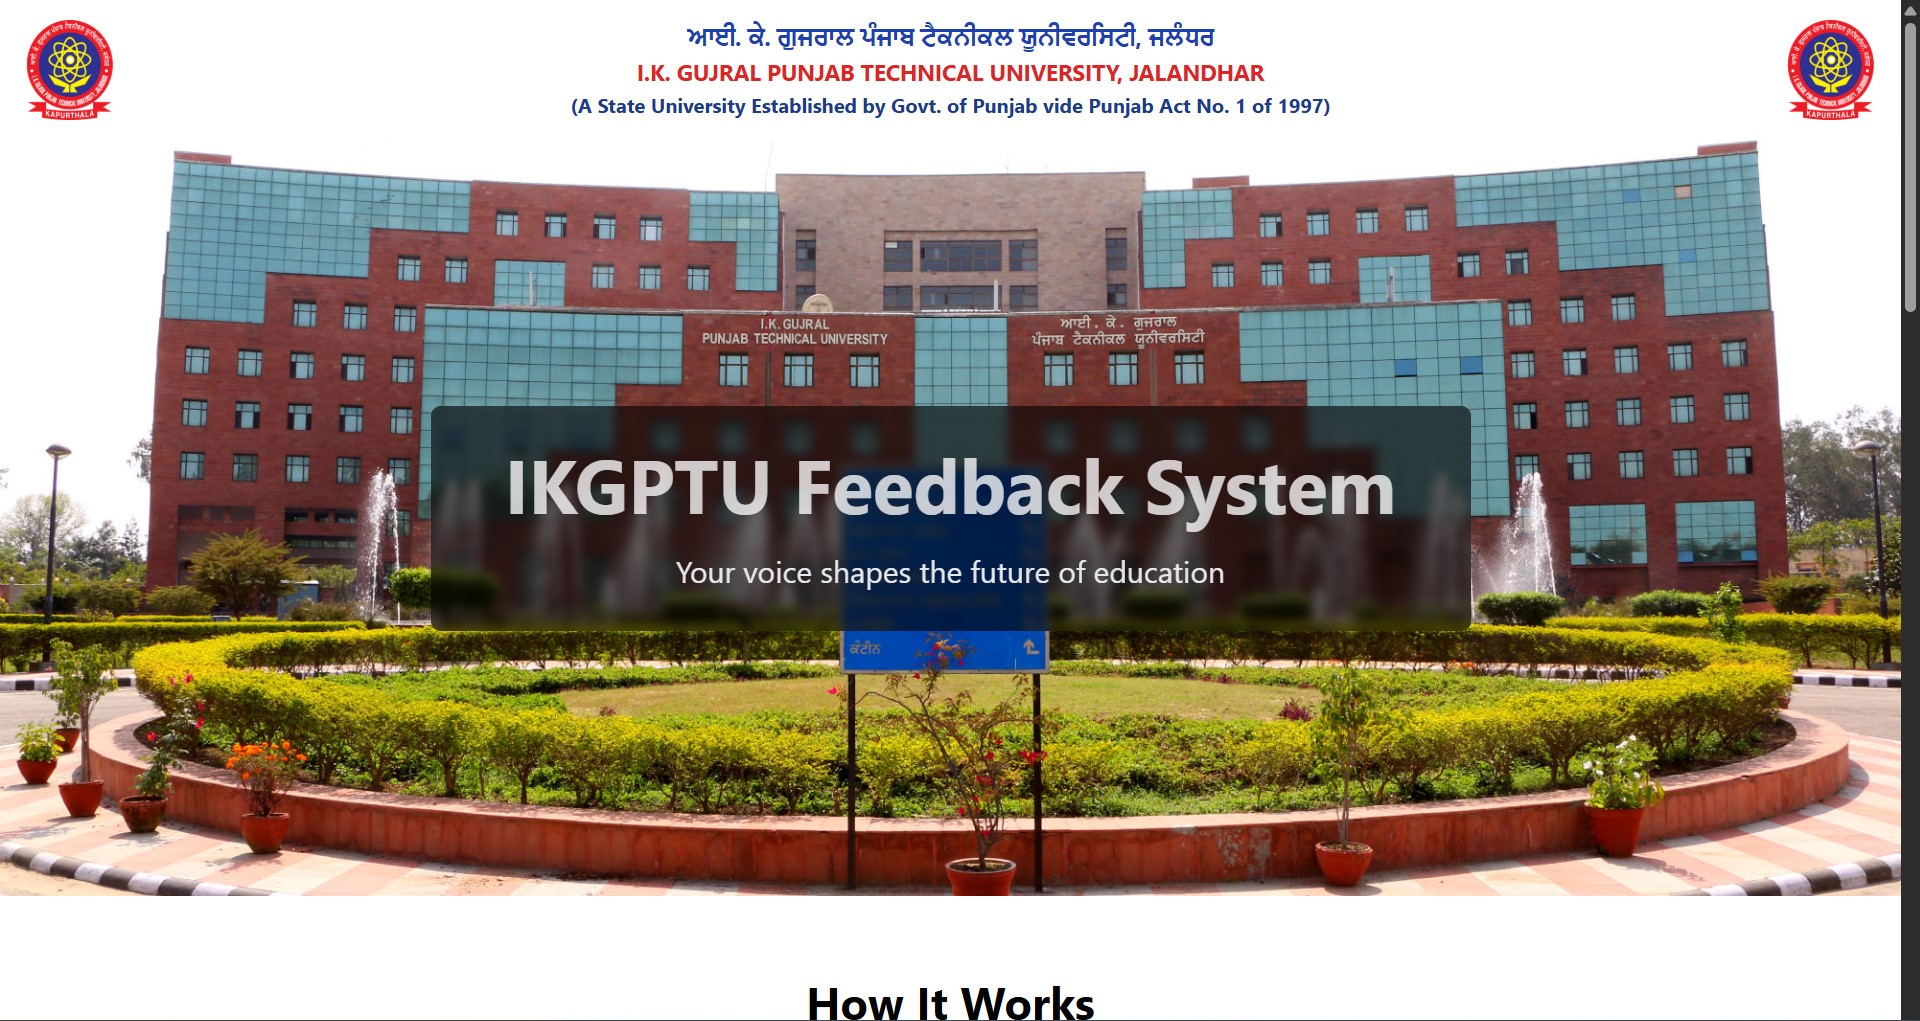 ਆਈ. ਕੇ. ਗੁਜਰਾਲ ਪੰਜਾਬ ਟੈਕਨੀਕਲ ਯੂਨੀਵਰਸਿਟੀ, ਜਲੰਧਰ
I.K. GUJRAL PUNJAB TECHNICAL UNIVERSITY, JALANDHAR
(A State University Established by Govt. of Punjab vide Punjab Act No. 1 of 1997)
KAPURTHALA
KAPURTHALA
I.K.GUJRAL
PUNJAB TECHNICAL UNIVERSITY
ਆਈ. ਕੇ. ਗੁਜਰਾਲ
ਪੰਜਾਬ ਟੈਕਨੀਕਲ ਯੂਨੀਵਰਸਿਟੀ
IKGPTU Feedback System
Your voice shapes the future of education
ਕੰਟੀਨ
How It Works